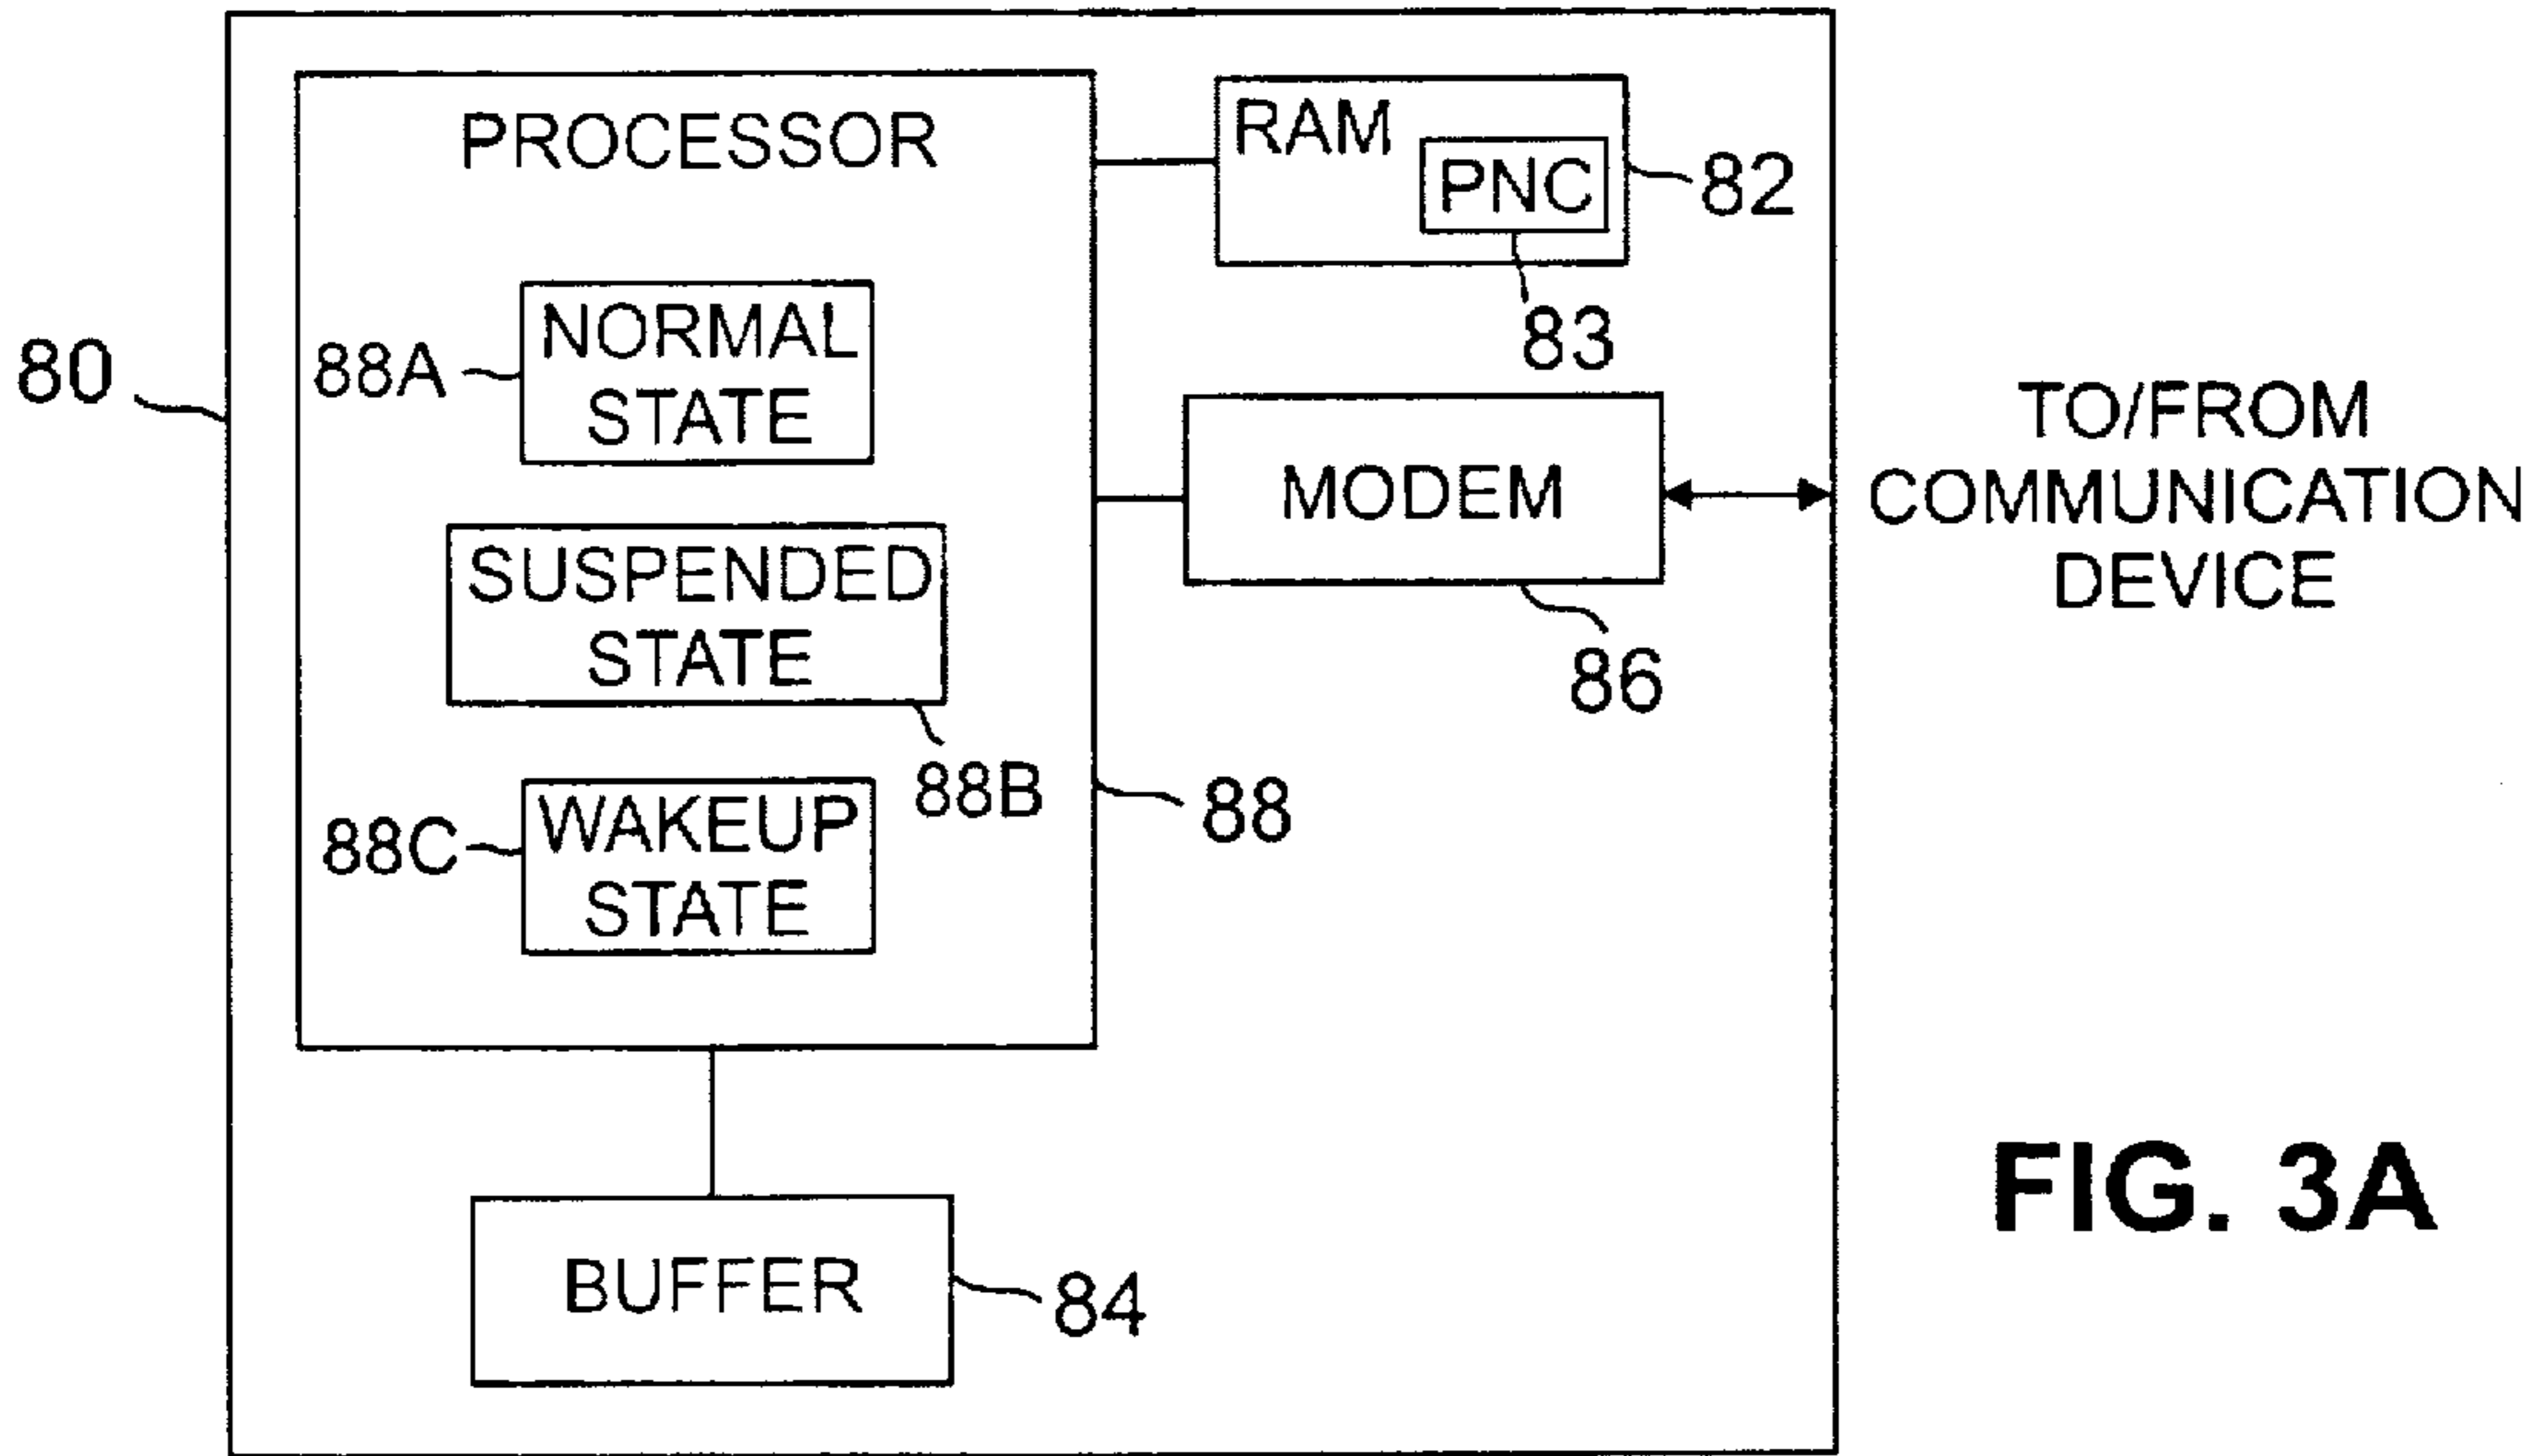 PROCESSOR
RAM
PNC
82
83
80
88A
NORMAL
STATE
SUSPENDED
STATE
88B
88C
WAKEUP
STATE
88
MODEM
86
TO/FROM
COMMUNICATION
DEVICE
BUFFER
84
FIG. 3A